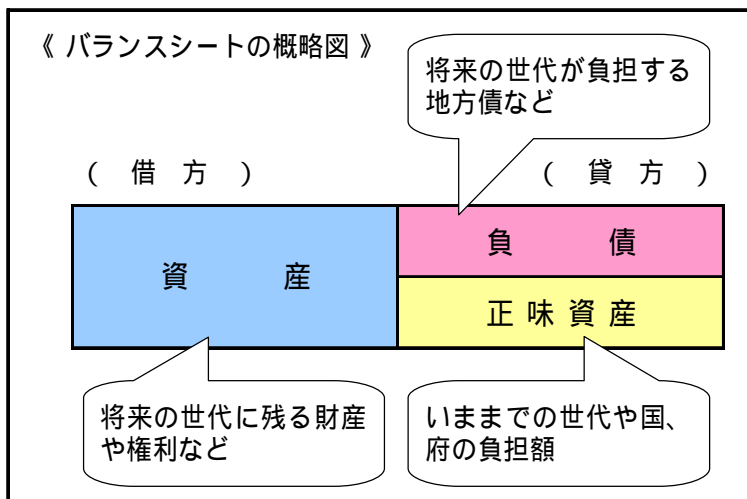 《 バランスシートの概略図 》
将来の世代が負担する
地方債など
( 借 方 )
( 貸 方 )
資 産
負 債
正 味 資 産
将来の世代に残る財産
や権利など
いままでの世代や国、
府の負担額